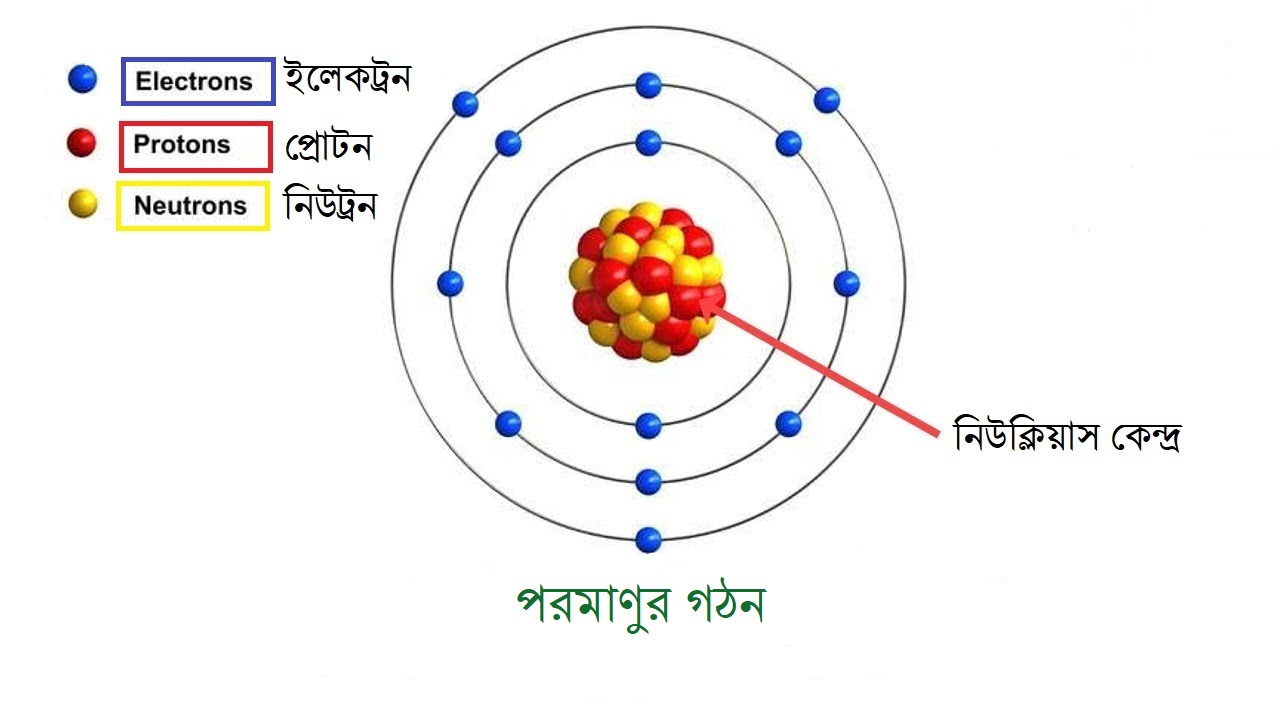 Electrons ইলেকট্রন
Protons প্রোটন
Neutrons নিউট্রন
নিউক্লিয়াস কেন্দ্র
পরমাণুর গঠন